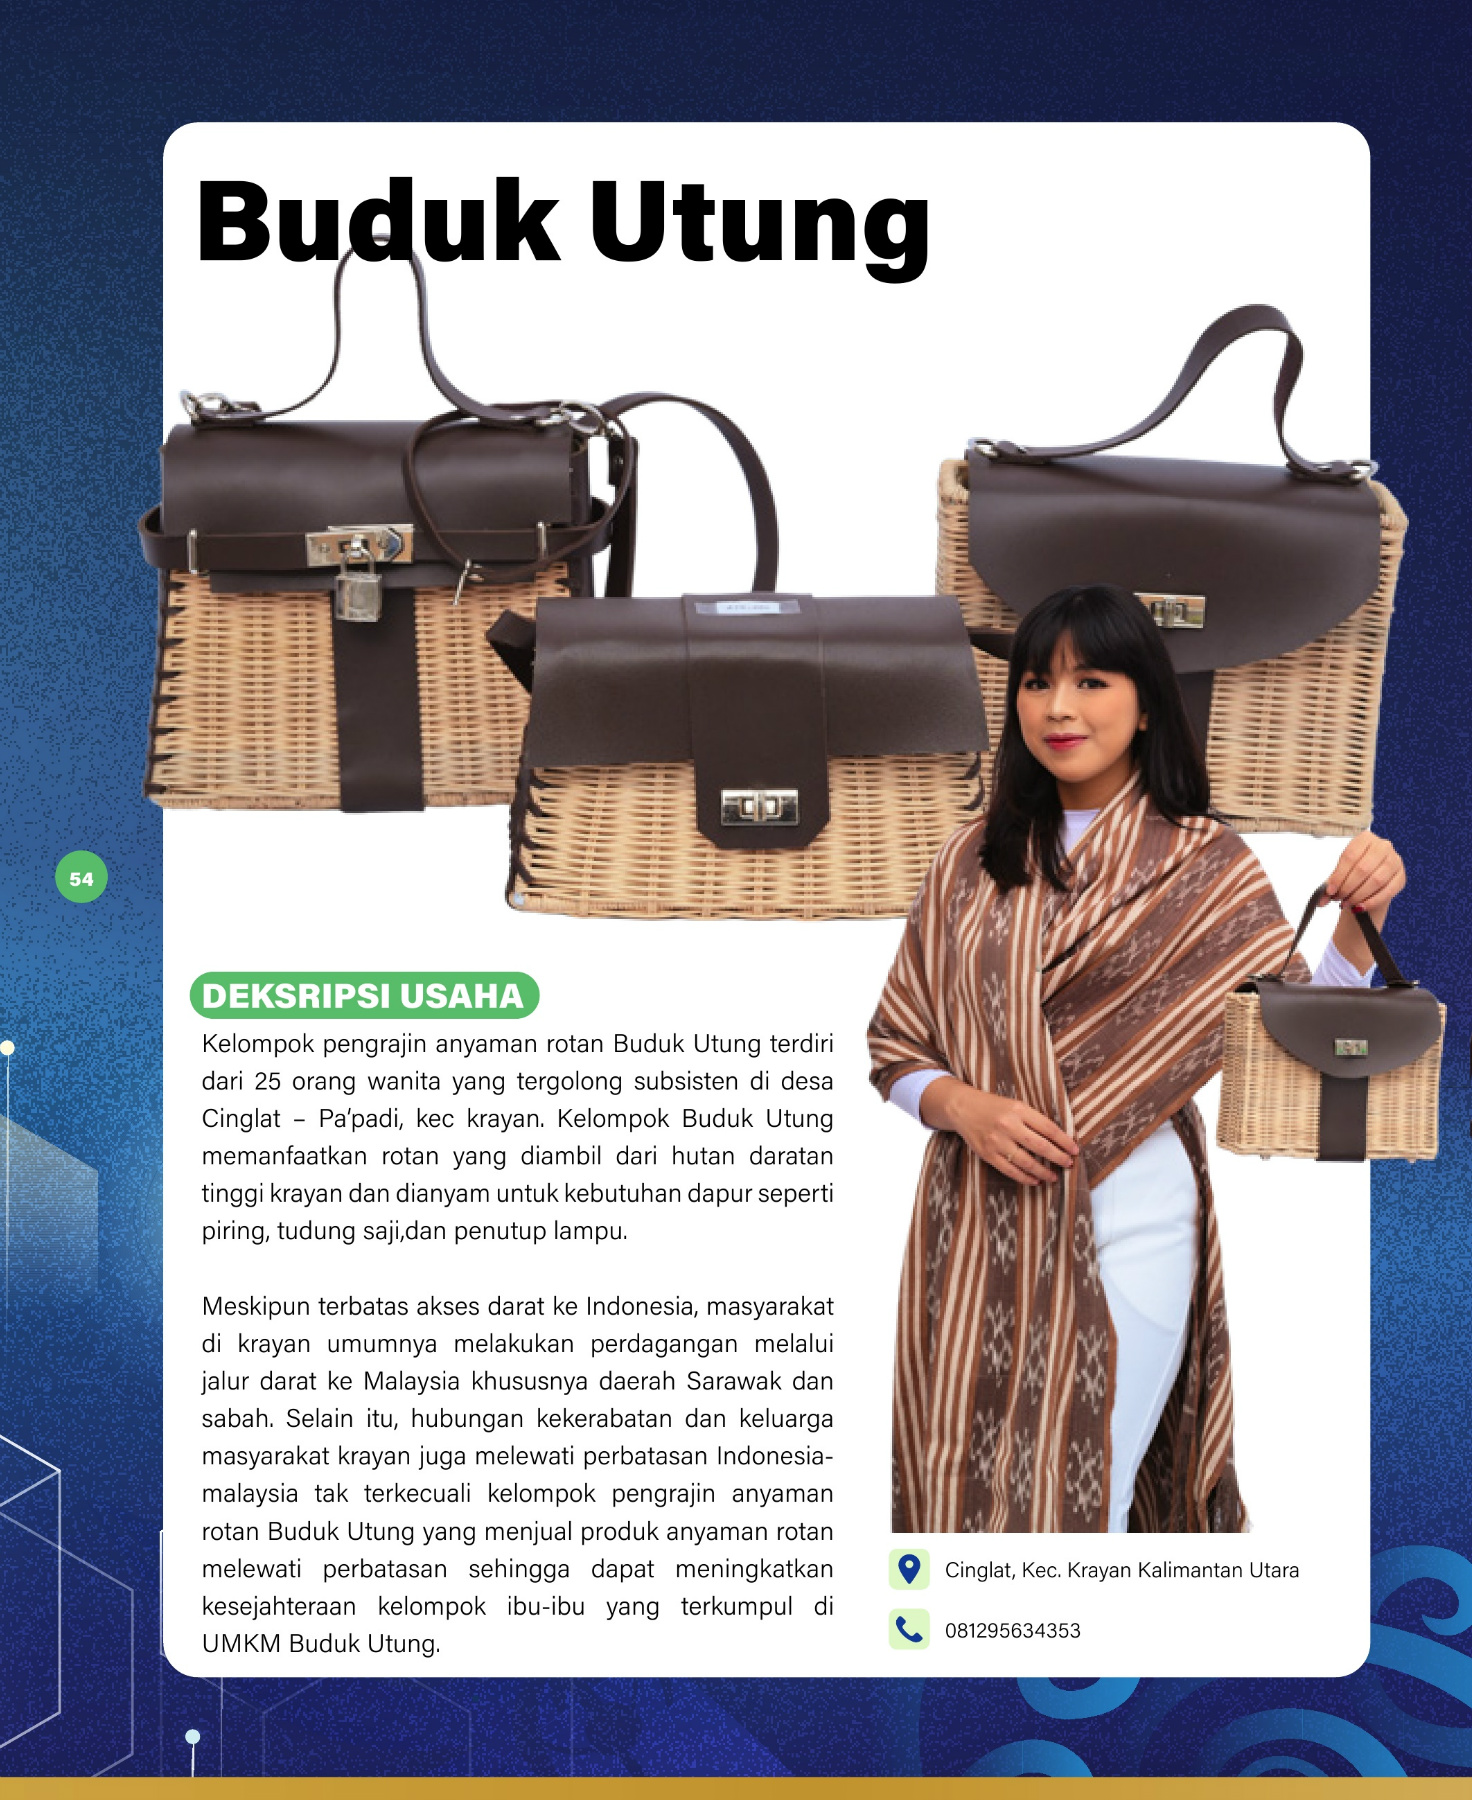 Buduk Utung
54
DEKSRIPSI USAHA
Kelompok pengrajin anyaman rotan Buduk Utung terdiri
dari 25 orang wanita yang tergolong subsisten di desa
Cinglat – Pa’padi, kec krayan. Kelompok Buduk Utung
memanfaatkan rotan yang diambil dari hutan daratan
tinggi krayan dan dianyam untuk kebutuhan dapur seperti
piring, tudung saji,dan penutup lampu.
Meskipun terbatas akses darat ke Indonesia, masyarakat
di krayan umumnya melakukan perdagangan melalui
jalur darat ke Malaysia khususnya daerah Sarawak dan
sabah. Selain itu, hubungan kekerabatan dan keluarga
masyarakat krayan juga melewati perbatasan Indonesia-
malaysia tak terkecuali kelompok pengrajin anyaman
rotan Buduk Utung yang menjual produk anyaman rotan
melewati perbatasan sehingga dapat meningkatkan
kesejahteraan kelompok ibu-ibu yang terkumpul di
UMKM Buduk Utung.
Cinglat, Kec. Krayan Kalimantan Utara
081295634353